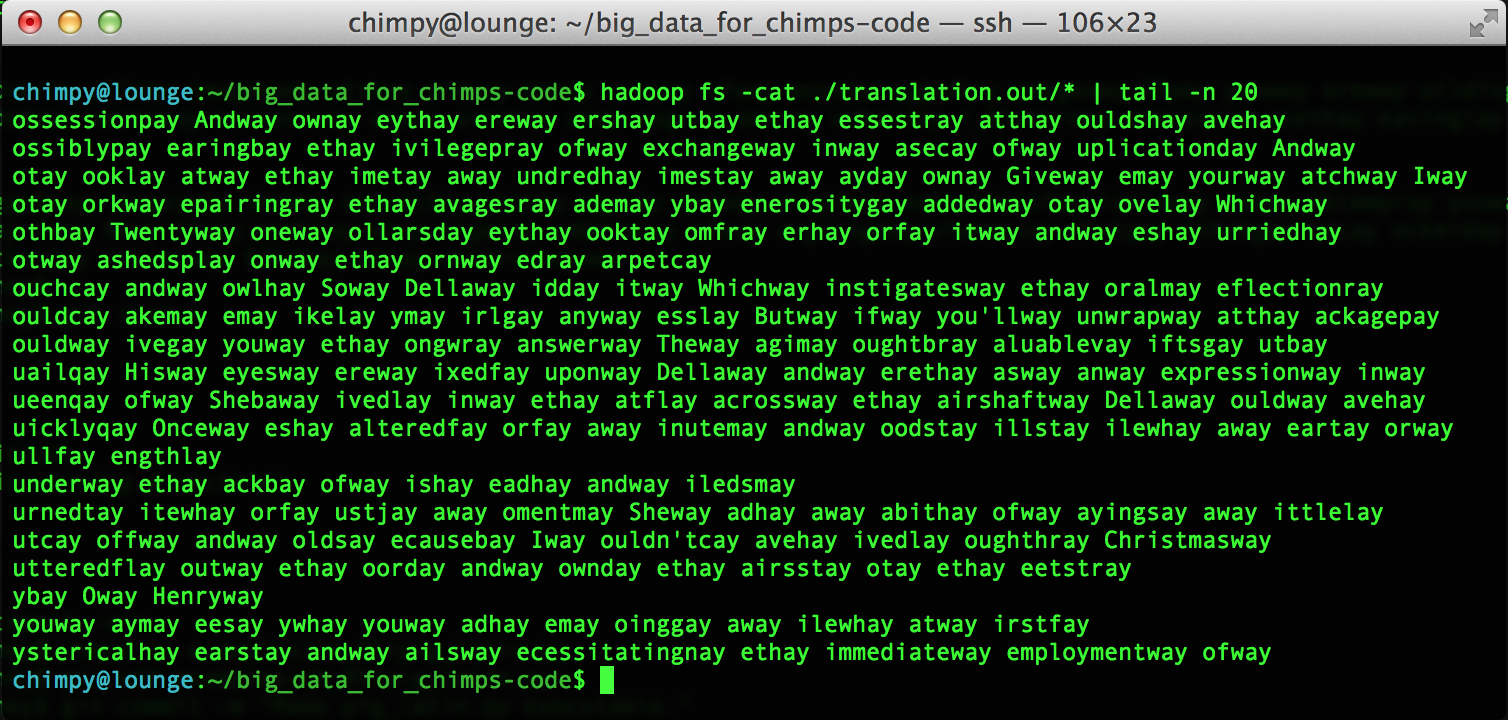 chimpy@lounge: ~/big_data_for_chimps-code — ssh — 106×23
chimpy@lounge:~/big_data_for_chimps-code$ hadoop fs -cat ./translation.out/* | tail -n 20
ossessionpay Andway ownay eythay ereway ershay utbay ethay essestray atthay ouldshay avehay
ossiblypay earingbay ethay ivilegepray ofway exchangeway inway asecay ofway uplicationday Andway
otay ooklay atway ethay imetay away undredhay imestay away ayday ownay Giveway emay yourway atchway Iway
otay orkway epairingray ethay avagesray ademay ybay enerositygay addedway otay ovelay Whichway
othbay Twentyway oneway ollarsday eythay ooktay omfray erhay orfay itway andway eshay urriedhay
otway ashedsplay onway ethay ornway edray arpetcay
ouchcay andway owlhay Soway Dellaway idday itway Whichway instigatesway ethay oralmay eflectionray
ouldcay akemay emay ikelay ymay irlgay anyway esslay Butway ifway you'llway unwrapway atthay ackagepay
ouldway ivegay youway ethay ongwray answerway Theway agimay oughtbray aluablevay iftsgay utbay
uailqay Hisway eyesway ereway ixedfay uponway Dellaway andway erethay asway anway expressionway inway
ueenqay ofway Shebaway ivedlay inway ethay atflay acrossway ethay airshaftway Dellaway ouldway avehay
uicklyqay Onceway eshay alteredfay orfay away inutemay andway oodstay illstay ilewhay away eartay orway
ullfay engthlay
underway ethay ackbay ofway ishay eadhay andway iledsmay
urnedtay itewhay orfay ustjay away omentmay Sheway adhay away abithay ofway ayingsay away ittlelay
utcay offway andway oldsay ecausebay Iway ouldn'tcay avehay ivedlay oughthray Christmasway
utteredflay outway ethay oorday andway ownday ethay airsstay otay ethay eetstray
ybay Oway Henryway
youway aymay eesay ywhay youway adhay emay oinggay away ilewhay atway irstfay
ystericalhay earstay andway ailsway ecessitatingnay ethay immediateway employmentway ofway
chimpy@lounge:~/big_data_for_chimps-code$